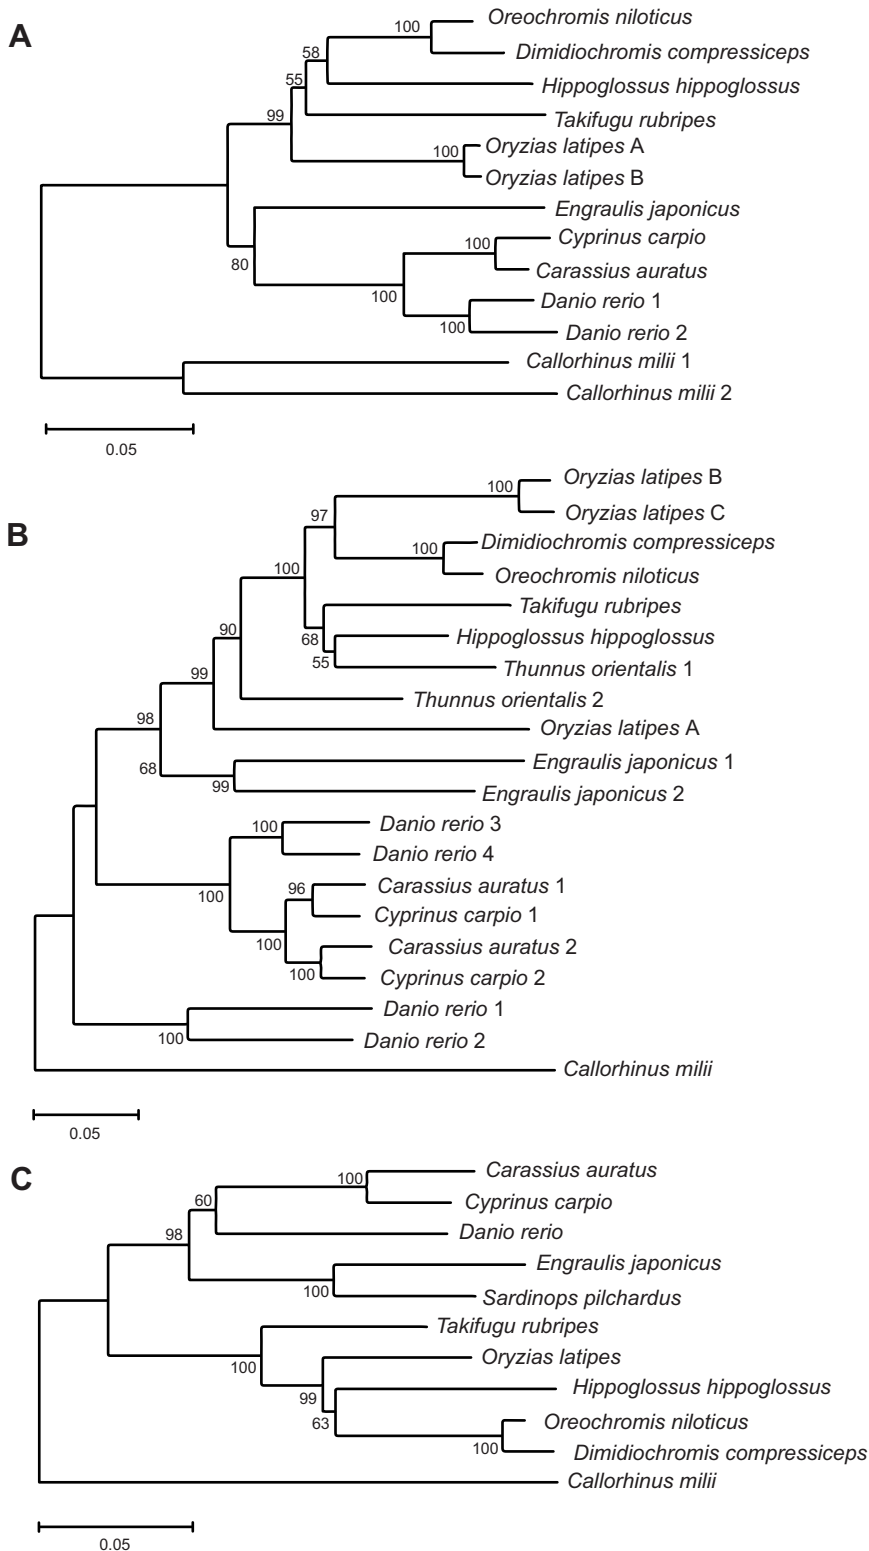 A
100
Oreochromis niloticus
58
Dimidiochromis compressiceps
55
Hippoglossus hippoglossus
99
Takifugu rubripes
100
Oryzias latipes A
Oryzias latipes B
Engraulis japonicus
80
100
Cyprinus carpio
Carassius auratus
100
Danio rerio 1
100
Danio rerio 2
Callorhinus milii 1
Callorhinus milii 2
0.05
B
100
Oryzias latipes B
Oryzias latipes C
97
100
Dimidiochromis compressiceps
Oreochromis niloticus
100
Takifugu rubripes
90
68
Hippoglossus hippoglossus
55
Thunnus orientalis 1
99
Thunnus orientalis 2
98
Oryzias latipes A
68
Engraulis japonicus 1
99
Engraulis japonicus 2
100
Danio rerio 3
Danio rerio 4
100
96
Carassius auratus 1
Cyprinus carpio 1
100
Carassius auratus 2
100
Cyprinus carpio 2
Danio rerio 1
100
Danio rerio 2
Callorhinus milii
0.05
C
100
Carassius auratus
60
Cyprinus carpio
98
Danio rerio
Engraulis japonicus
100
Sardinops pilchardus
Takifugu rubripes
100
Oryzias latipes
99
Hippoglossus hippoglossus
63
Oreochromis niloticus
100
Dimidiochromis compressiceps
Callorhinus milii
0.05